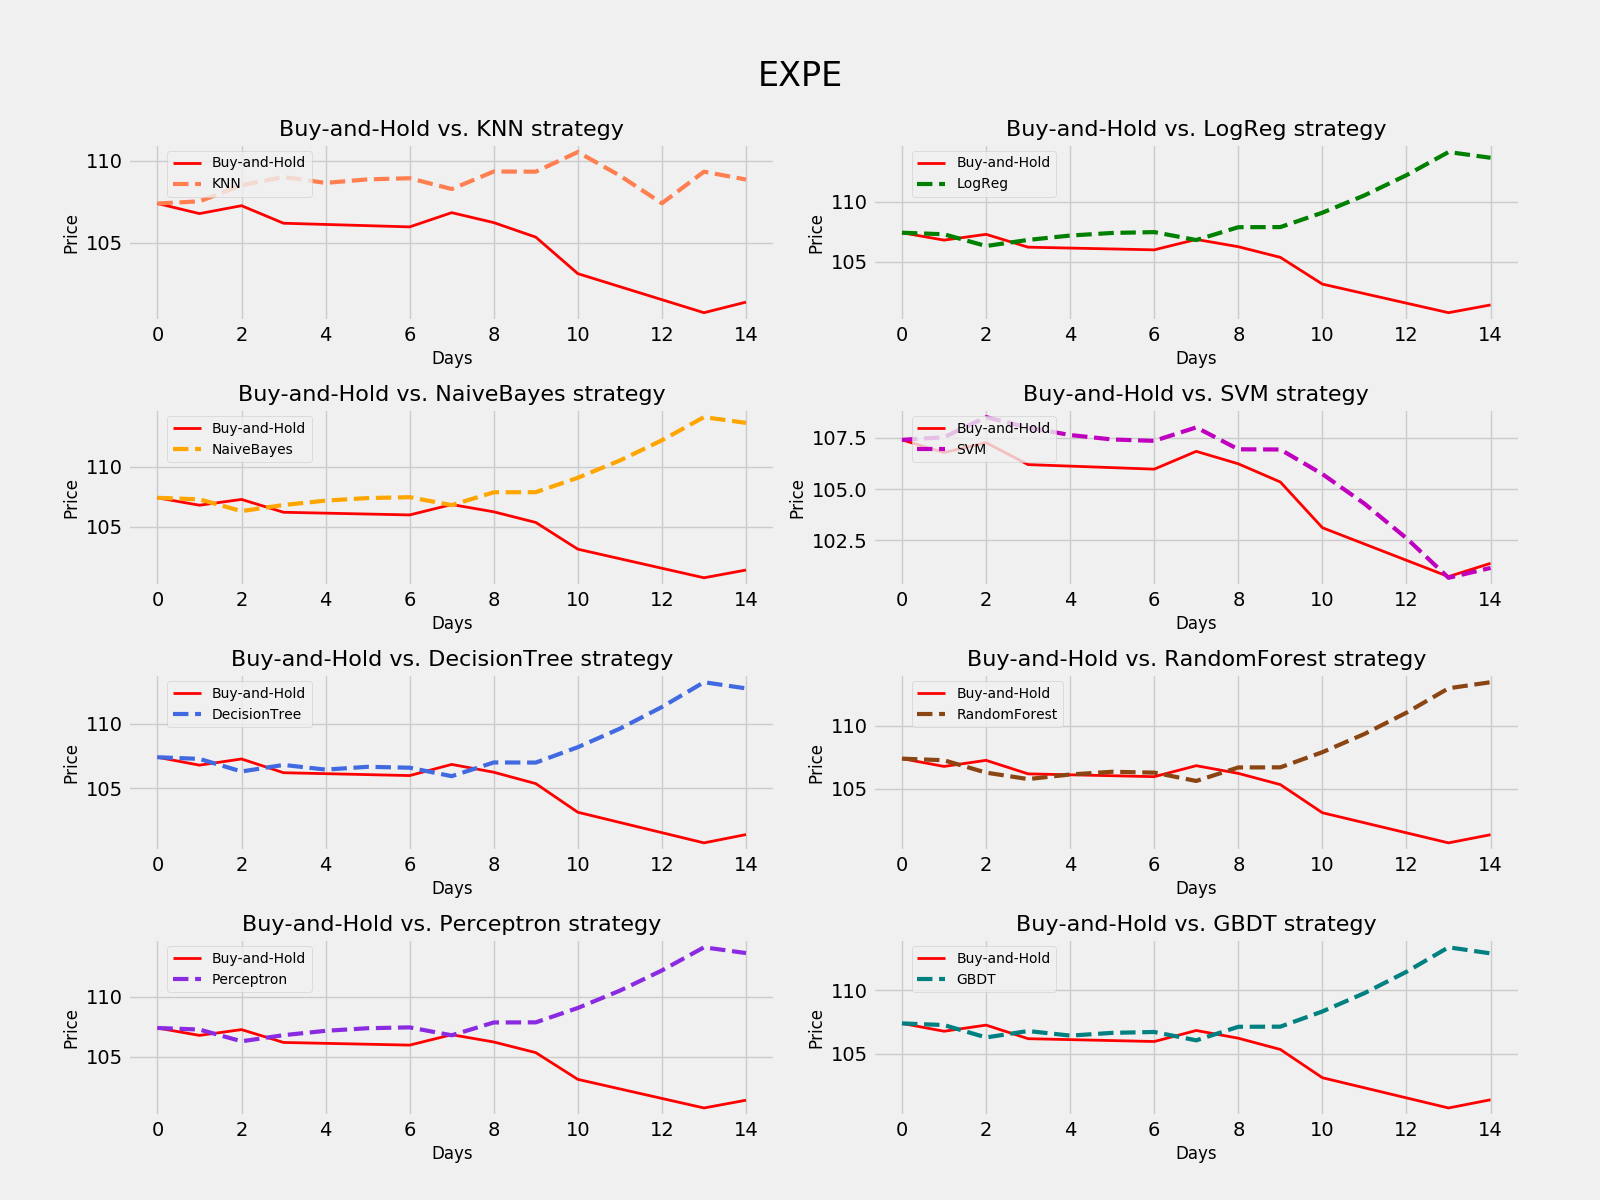 EXPE
Buy-and-Hold vs. KNN strategy
Buy-and-Hold
KNN
110
105
Price
0 2 4 6 8 10 12 14
Days
Buy-and-Hold vs. LogReg strategy
Buy-and-Hold
LogReg
110
105
Price
0 2 4 6 8 10 12 14
Days
Buy-and-Hold vs. NaiveBayes strategy
Buy-and-Hold
NaiveBayes
110
105
Price
0 2 4 6 8 10 12 14
Days
Buy-and-Hold vs. SVM strategy
Buy-and-Hold
SVM
107.5
105.0
102.5
Price
0 2 4 6 8 10 12 14
Days
Buy-and-Hold vs. DecisionTree strategy
Buy-and-Hold
DecisionTree
110
105
Price
0 2 4 6 8 10 12 14
Days
Buy-and-Hold vs. RandomForest strategy
Buy-and-Hold
RandomForest
110
105
Price
0 2 4 6 8 10 12 14
Days
Buy-and-Hold vs. Perceptron strategy
Buy-and-Hold
Perceptron
110
105
Price
0 2 4 6 8 10 12 14
Days
Buy-and-Hold vs. GBDT strategy
Buy-and-Hold
GBDT
110
105
Price
0 2 4 6 8 10 12 14
Days